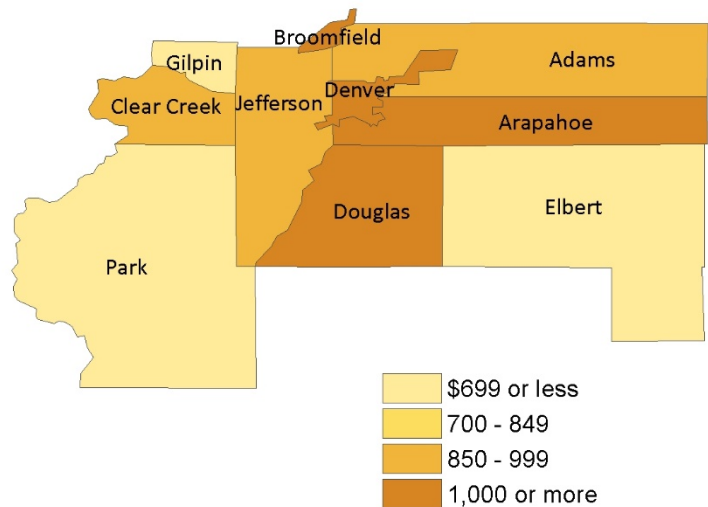 Broomfield
Gilpin
Adams
Denver
Clear Creek
Jefferson
Arapahoe
Douglas
Elbert
Park
$699 or less
700 - 849
850 - 999
1,000 or more